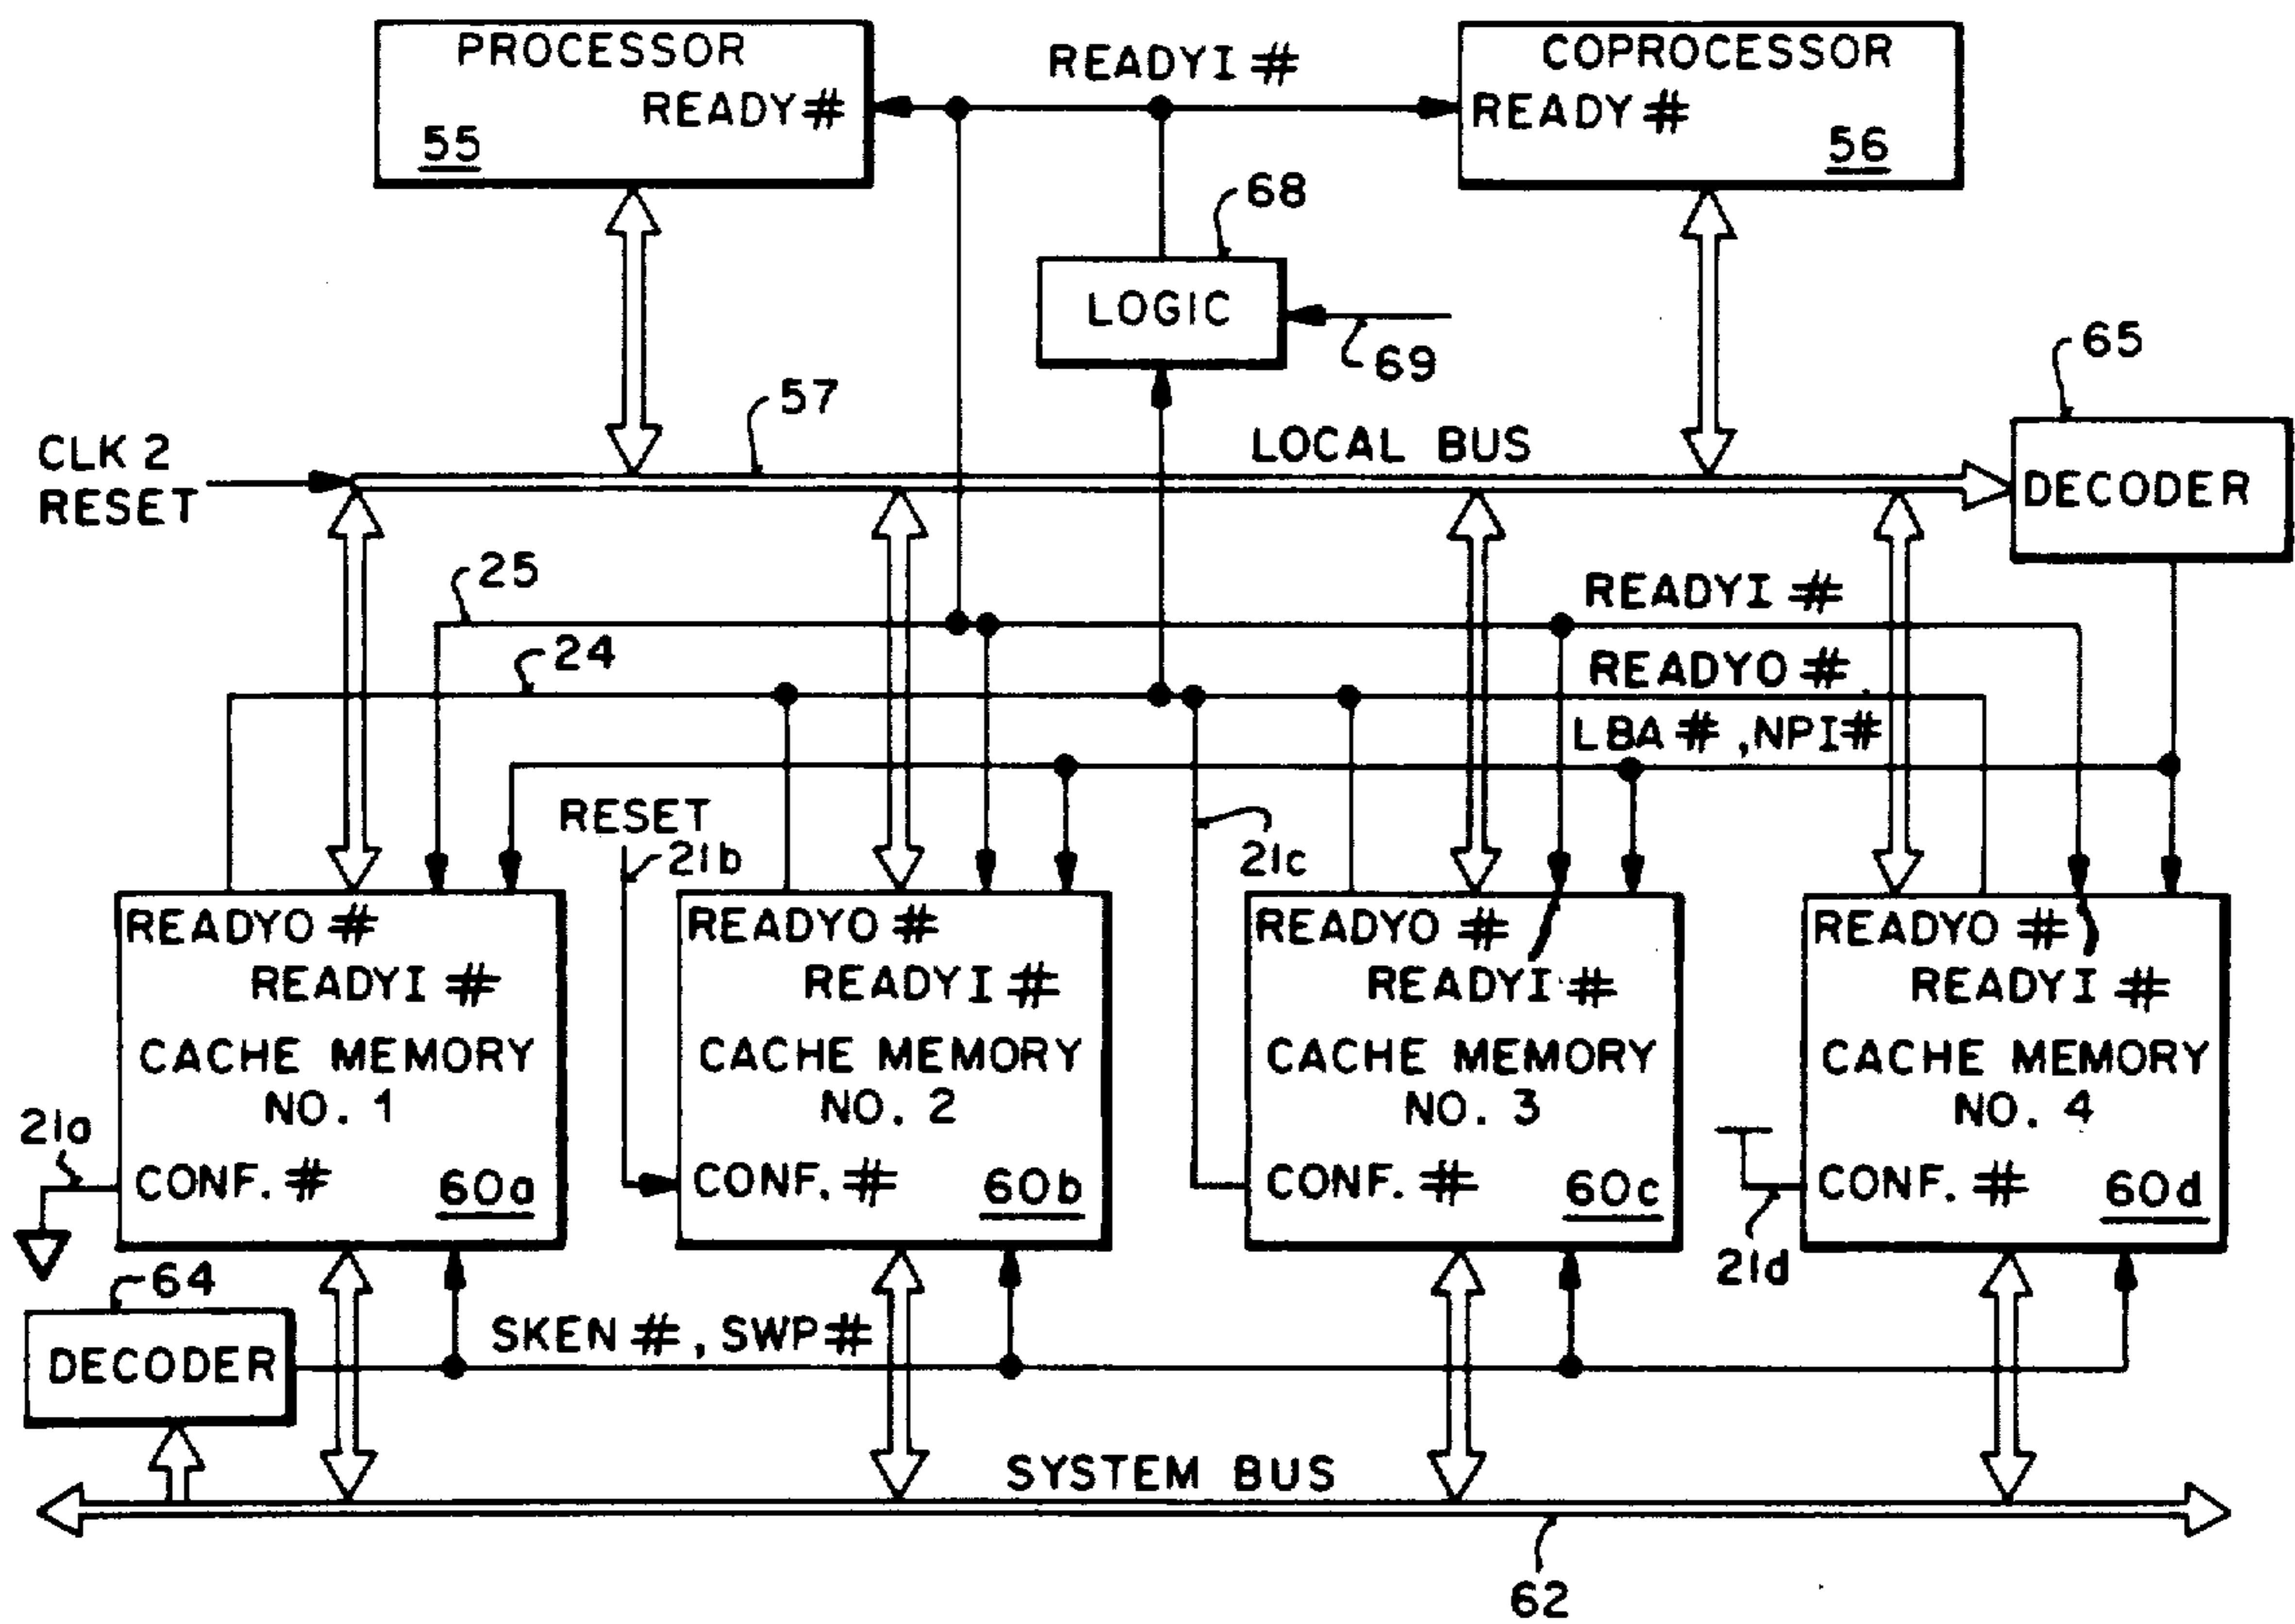 PROCESSOR
READY #
55
READYI #
COPROCESSOR
READY #
56
68
LOGIC
69
65
57
CLK 2
RESET
LOCAL BUS
DECODER
25
READYI #
24
READYO #
LBA # , NPI #
RESET
21b
21c
READYO #
READYI #
CACHE MEMORY
NO. 1
CONF. #
60a
21a
READYO #
READYI #
CACHE MEMORY
NO. 2
CONF. #
60b
READYO #
READYI #
CACHE MEMORY
NO. 3
CONF. #
60c
READYO #
READYI #
CACHE MEMORY
NO. 4
CONF. #
60d
21d
64
DECODER
SKEN # , SWP #
SYSTEM BUS
62